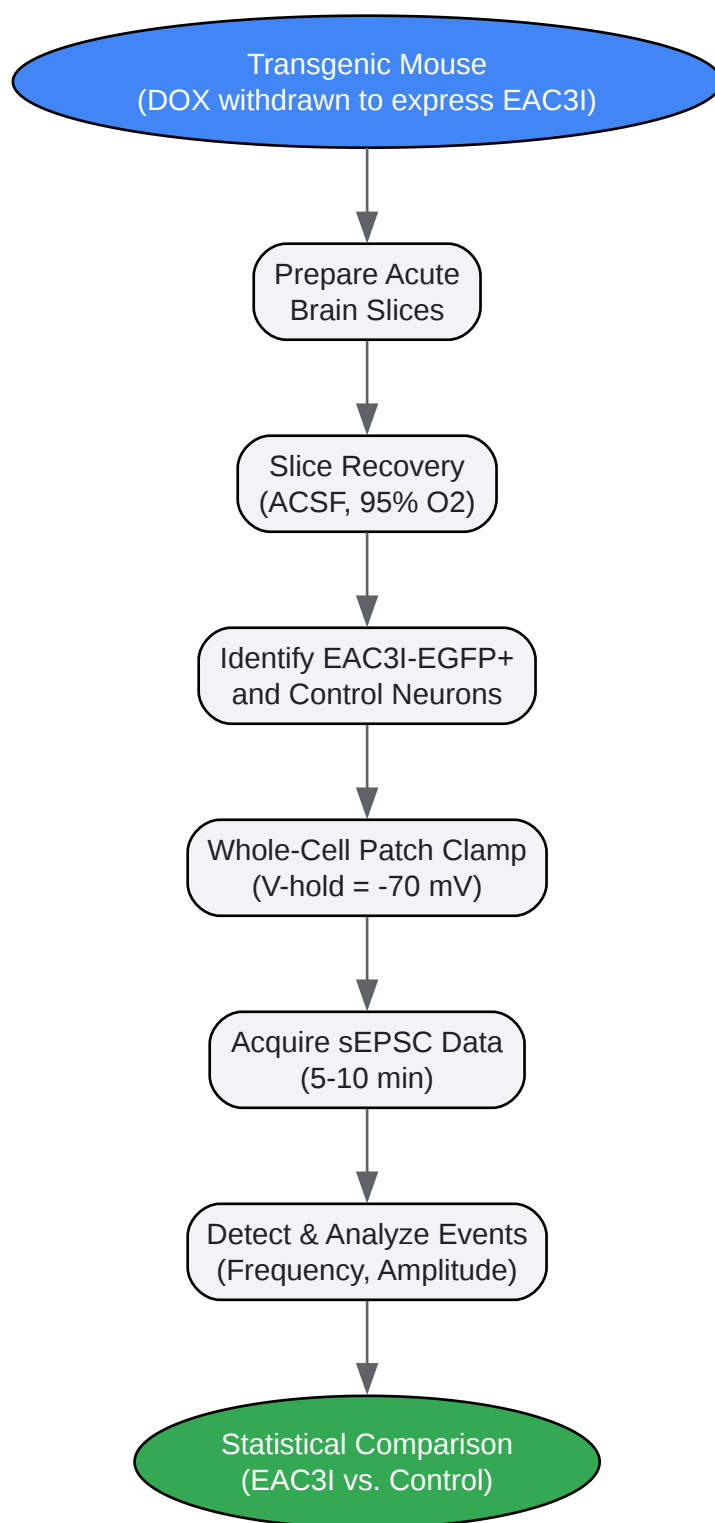 Transgenic Mouse
(DOX withdrawn to express EAC3I)
Prepare Acute
Brain Slices
Slice Recovery
(ACSF, 95% O2)
Identify EAC3I-EGFP+
and Control Neurons
Whole-Cell Patch Clamp
(V-hold = -70 mV)
Acquire sEPSC Data
(5-10 min)
Detect & Analyze Events
(Frequency, Amplitude)
Statistical Comparison
(EAC3I vs. Control)